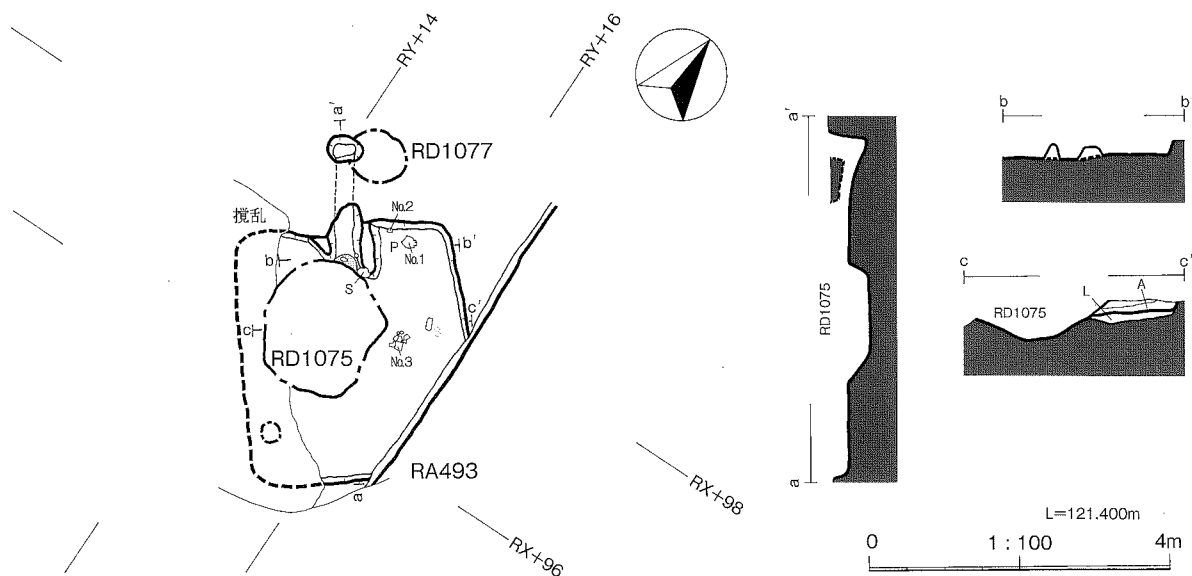 RY+14
RY+16
a'
RD1077
攪乱
No.2
P
No.1
b'
b
S
c'
c
RD1075
No.3
RA493
a
RX+98
RX+96
a'
RD1075
a
b
b'
c
c'
RD1075
L
A
L=121.400m
0
1：100
4m